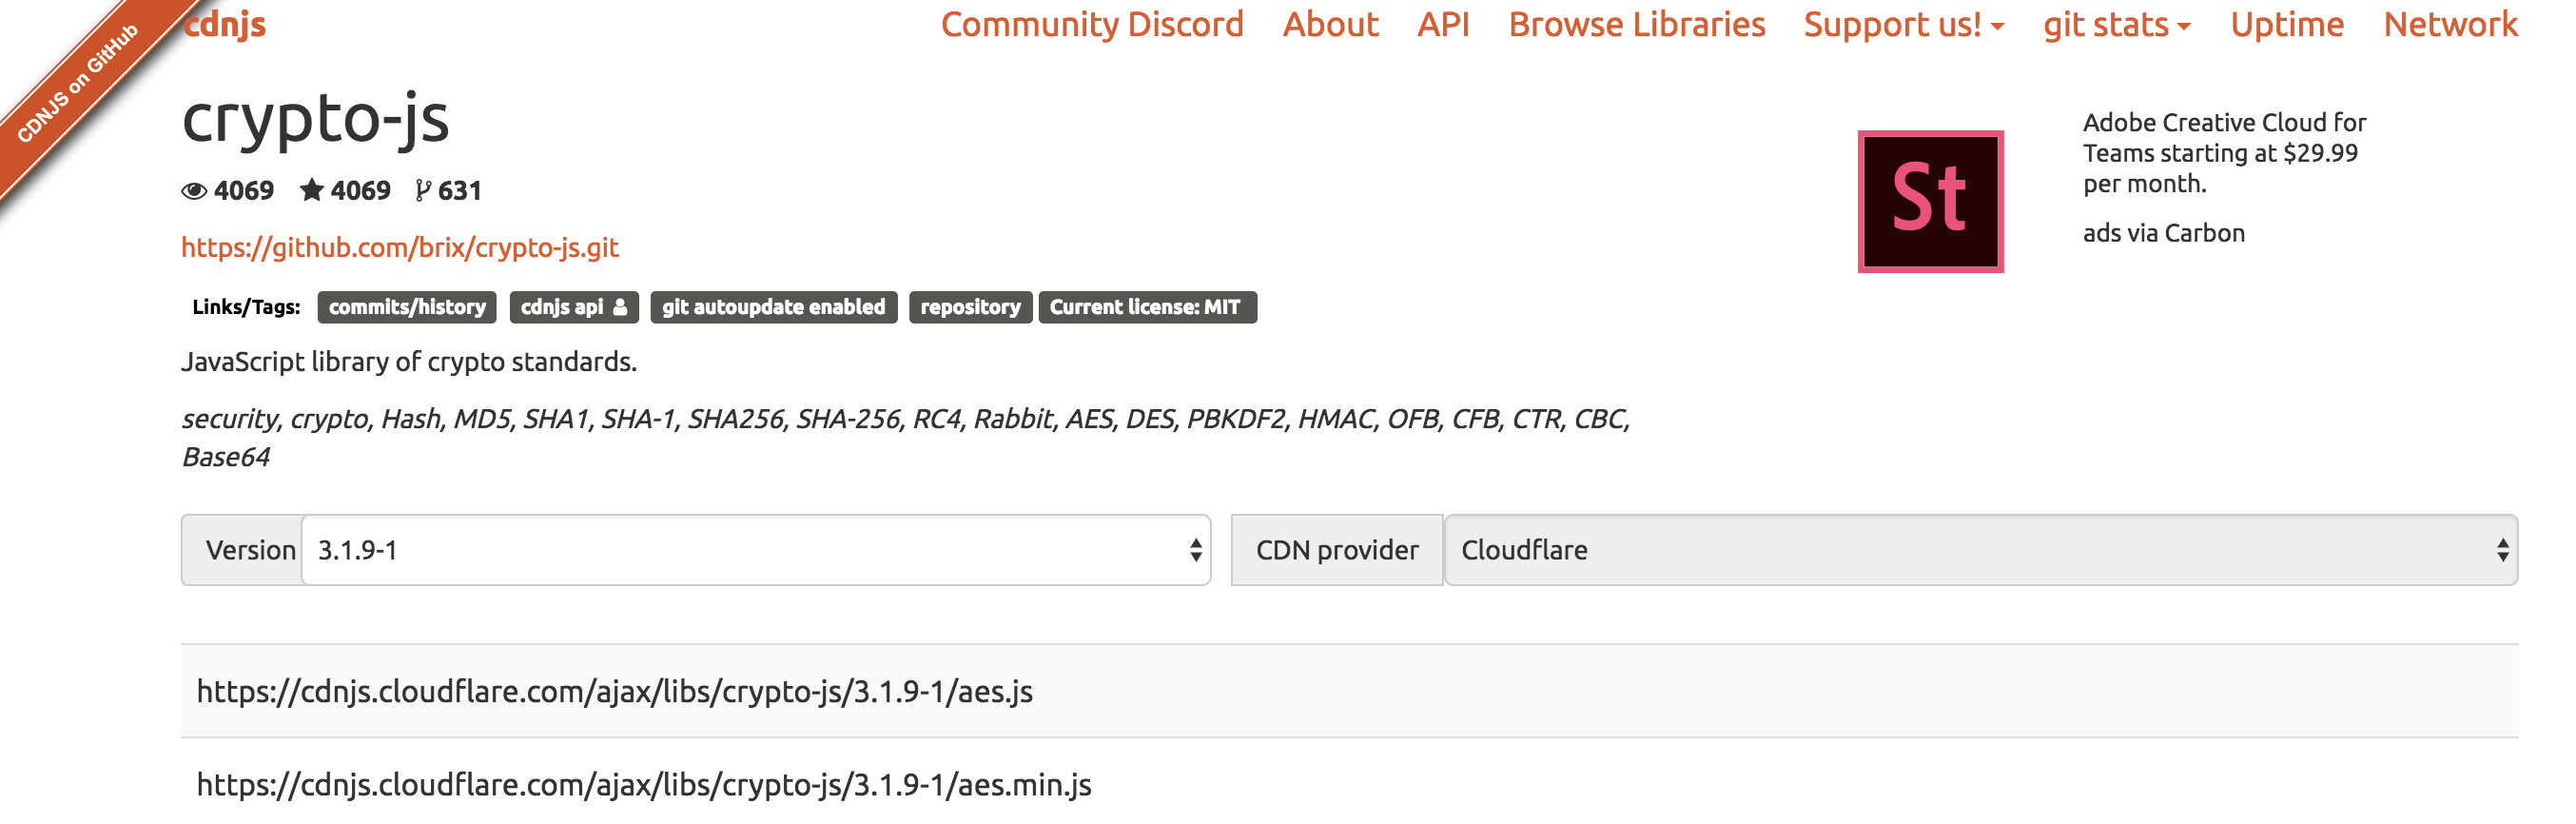 CDNJS on GitHub
cdnjs
Community Discord About API Browse Libraries Support us! git stats Uptime Network
crypto-js
4069 4069 631
https://github.com/brix/crypto-js.git
Links/Tags: commits/history cdnjs api git autoupdate enabled repository Current license: MIT
JavaScript library of crypto standards.
security, crypto, Hash, MD5, SHA1, SHA-1, SHA256, SHA-256, RC4, Rabbit, AES, DES, PBKDF2, HMAC, OFB, CFB, CTR, CBC,
Base64
St
Adobe Creative Cloud for
Teams starting at $29.99
per month.
ads via Carbon
Version 3.1.9-1 CDN provider Cloudflare
https://cdnjs.cloudflare.com/ajax/libs/crypto-js/3.1.9-1/aes.js
https://cdnjs.cloudflare.com/ajax/libs/crypto-js/3.1.9-1/aes.min.js